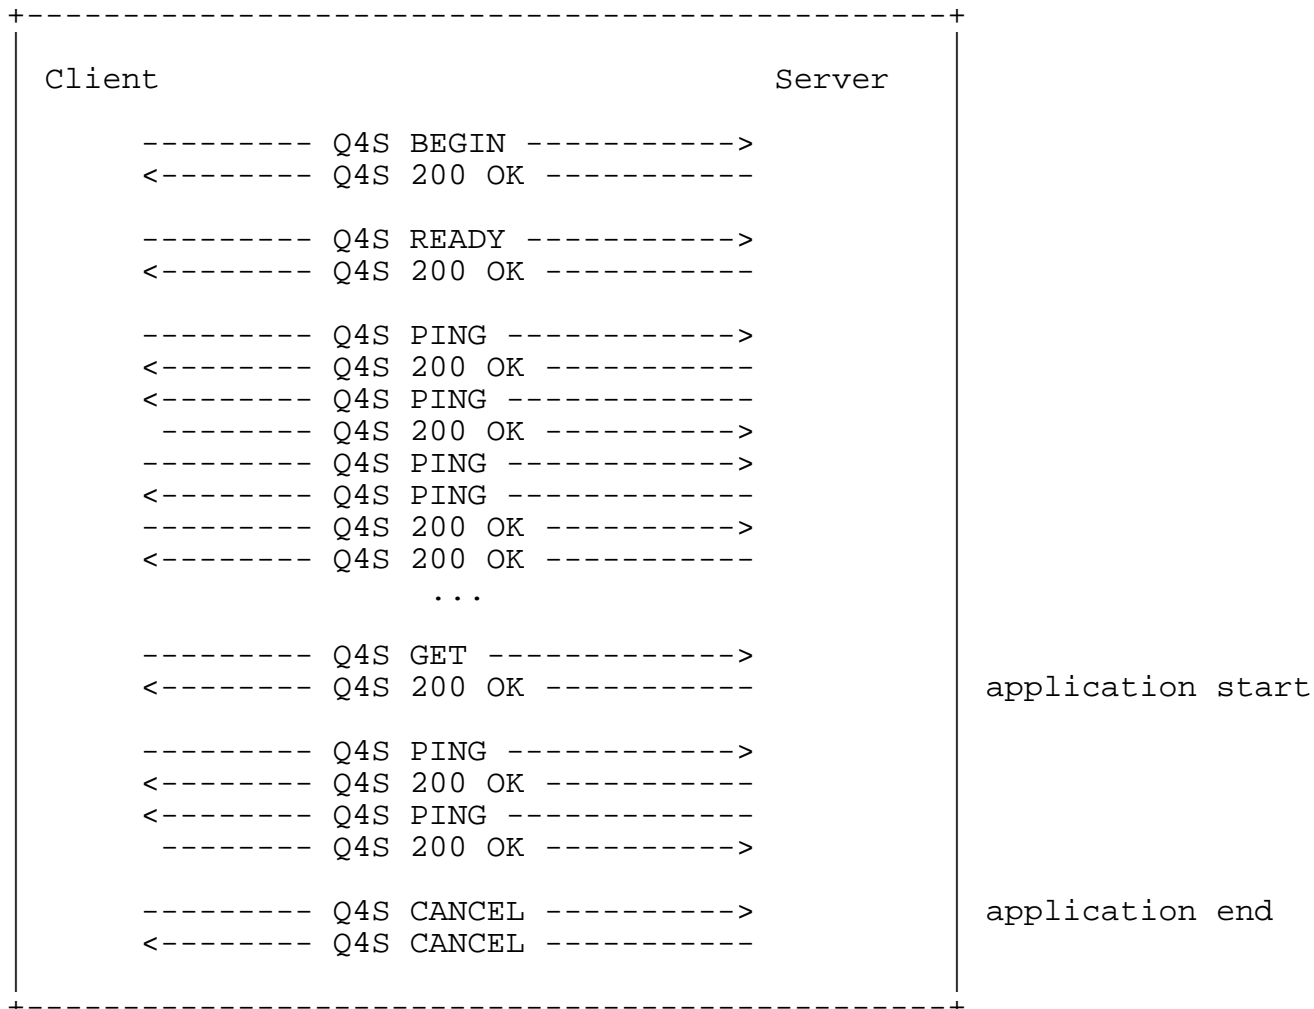 +------------------------------------------------+
Client Server
--------- Q4S BEGIN ----------->
<-------- Q4S 200 OK -----------
--------- Q4S READY ----------->
<-------- Q4S 200 OK -----------
--------- Q4S PING ------------>
<-------- Q4S 200 OK -----------
<-------- Q4S PING -------------
-------- Q4S 200 OK ---------->
--------- Q4S PING ------------>
<-------- Q4S PING -------------
--------- Q4S 200 OK ---------->
<-------- Q4S 200 OK -----------
...
--------- Q4S GET ------------->
<-------- Q4S 200 OK ----------- application start
--------- Q4S PING ------------>
<-------- Q4S 200 OK -----------
<-------- Q4S PING -------------
-------- Q4S 200 OK ---------->
--------- Q4S CANCEL ----------> application end
<-------- Q4S CANCEL -----------
+------------------------------------------------+